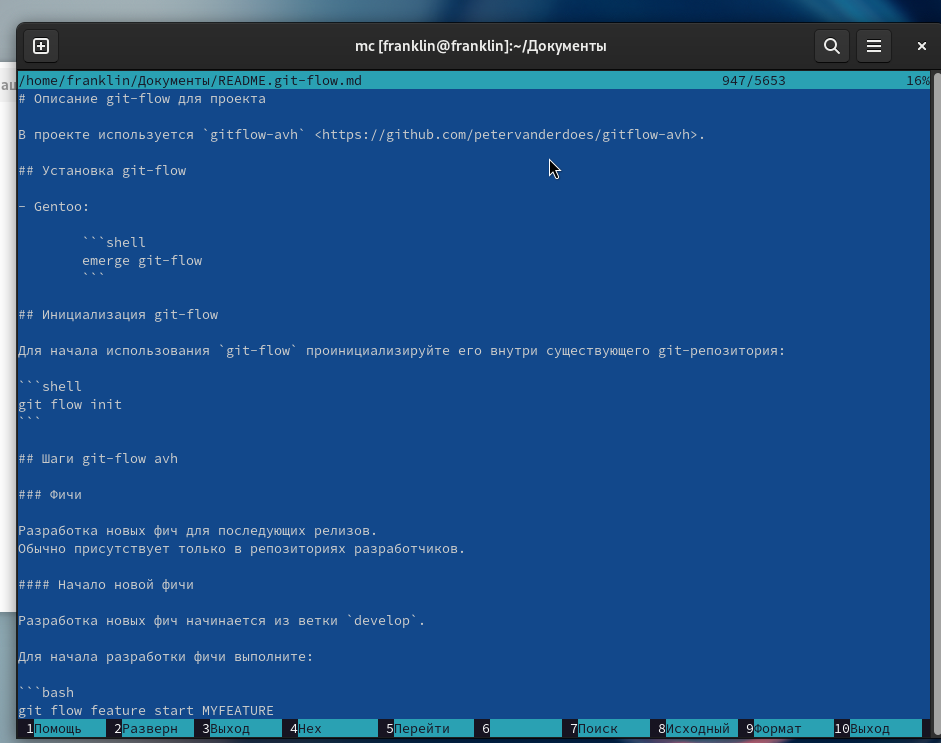 mc [franklin@franklin]:~/Документы
/home/franklin/Документы/README.git-flow.md 947/5653 16%
# Описание git-flow для проекта
В проекте используется `gitflow-avh` <https://github.com/petervanderdoes/gitflow-avh>.
## Установка git-flow
- Gentoo:
```shell
emerge git-flow
```
## Инициализация git-flow
Для начала использования `git-flow` проинициализируйте его внутри существующего git-репозитория:
```shell
git flow init
```
## Шаги git-flow avh
### Фичи
Разработка новых фич для последующих релизов.
Обычно присутствует только в репозиториях разработчиков.
#### Начало новой фичи
Разработка новых фич начинается из ветки `develop`.
Для начала разработки фичи выполните:
```bash
git flow feature start MYFEATURE
1Помощь 2Разверн 3Выход 4Hex 5Перейти 6 7Поиск 8Исходный 9Формат 10Выход